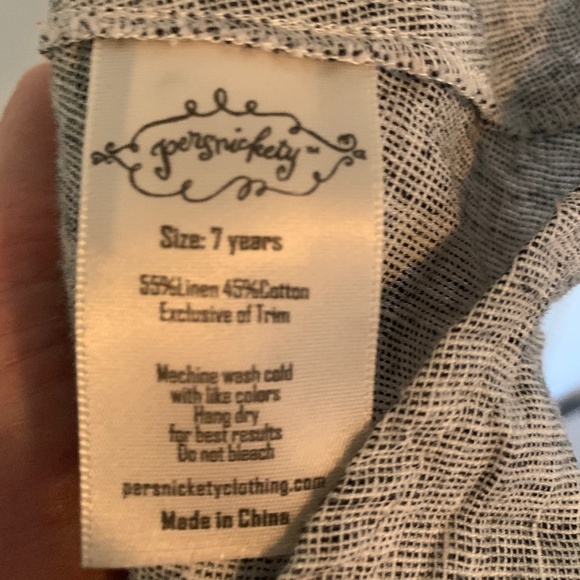 persnickety™
Size: 7 years
55%Linen 45%Cotton
Exclusive of Trim
Mechine wash cold
with like colors
Hang dry
for best results
Do not bleach
persnicketyclothing.com
Made in China